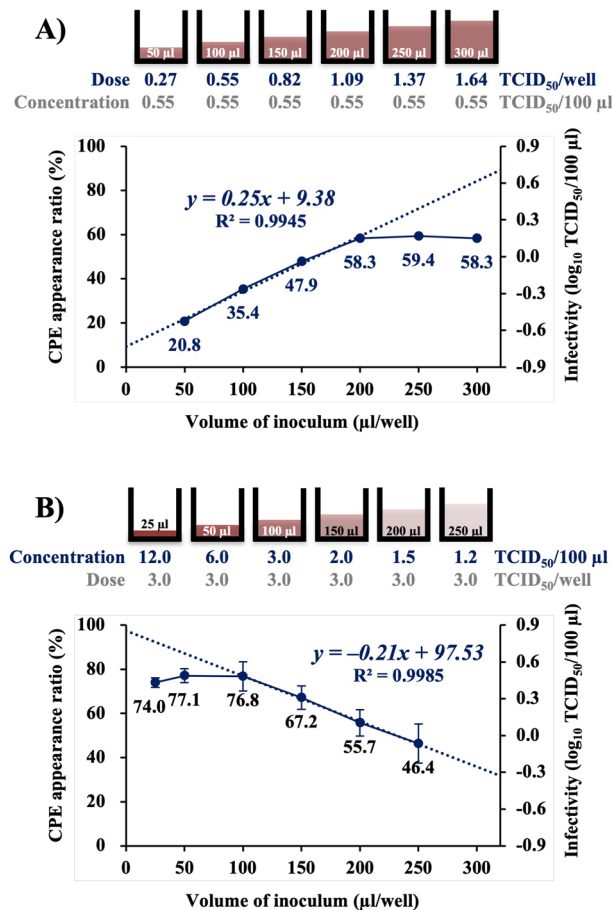 A)
50 µl 100 µl 150 µl 200 µl 250 µl 300 µl
Dose 0.27 0.55 0.82 1.09 1.37 1.64 TCID50/well
Concentration 0.55 0.55 0.55 0.55 0.55 0.55 TCID50/100 µl
CPE appearance ratio (%)
100
80
60
40
20
0
y = 0.25x + 9.38
R² = 0.9945
20.8
35.4
47.9
58.3
59.4
58.3
0.9
0.6
0.3
0.0
-0.3
-0.6
-0.9
Infectivity (log10 TCID50/100 µl)
0 50 100 150 200 250 300
Volume of inoculum (µl/well)
B)
25 µl 50 µl 100 µl 150 µl 200 µl 250 µl
Concentration 12.0 6.0 3.0 2.0 1.5 1.2 TCID50/100 µl
Dose 3.0 3.0 3.0 3.0 3.0 3.0 TCID50/well
CPE appearance ratio (%)
100
80
60
40
20
0
y = –0.21x + 97.53
R² = 0.9985
74.0
77.1
76.8
67.2
55.7
46.4
0.9
0.6
0.3
0.0
-0.3
-0.6
-0.9
Infectivity (log10 TCID50/100 µl)
0 50 100 150 200 250 300
Volume of inoculum (µl/well)